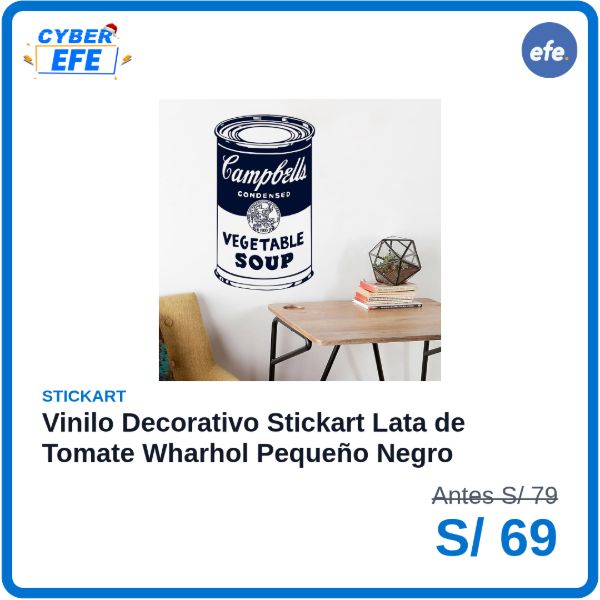 CYBER
EFE
efe.
Campbell's
CONDENSED
VEGETABLE
SOUP
STICKART
Vinilo Decorativo Stickart Lata de
Tomate Wharhol Pequeño Negro
Antes S/ 79
S/ 69